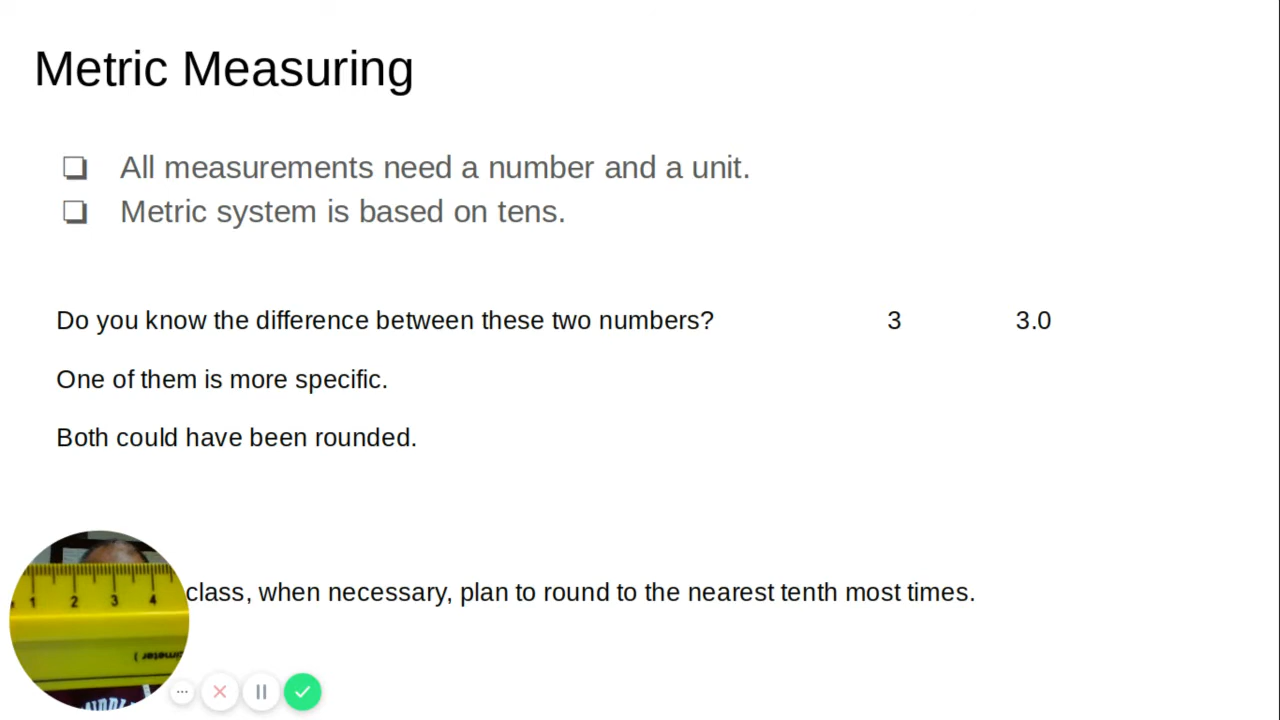 Metric Measuring
❏ All measurements need a number and a unit.
❏ Metric system is based on tens.
Do you know the difference between these two numbers? 3 3.0
One of them is more specific.
Both could have been rounded.
class, when necessary, plan to round to the nearest tenth most times.
1 2 3 4